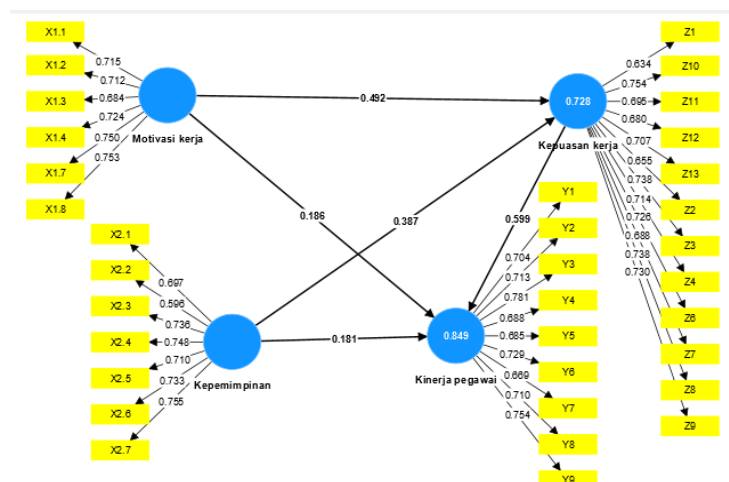 X1.1
X1.2
X1.3
X1.4
X1.7
X1.8
0.715
0.712
0.684
0.724
0.750
0.753
Motivasi kerja
0.492
0.186
0.387
0.181
0.599
X2.1
X2.2
X2.3
X2.4
X2.5
X2.6
X2.7
0.697
0.596
0.736
0.748
0.710
0.733
0.755
Kepemimpinan
0.728
Kepuasan kerja
0.849
Kinerja pegawai
Y1
Y2
Y3
Y4
Y5
Y6
Y7
Y8
Y9
0.704
0.713
0.781
0.688
0.685
0.729
0.669
0.710
0.754
Z1
Z10
Z11
Z12
Z13
Z2
Z3
Z4
Z6
Z7
Z8
Z9
0.634
0.754
0.695
0.680
0.707
0.655
0.738
0.714
0.726
0.688
0.738
0.730